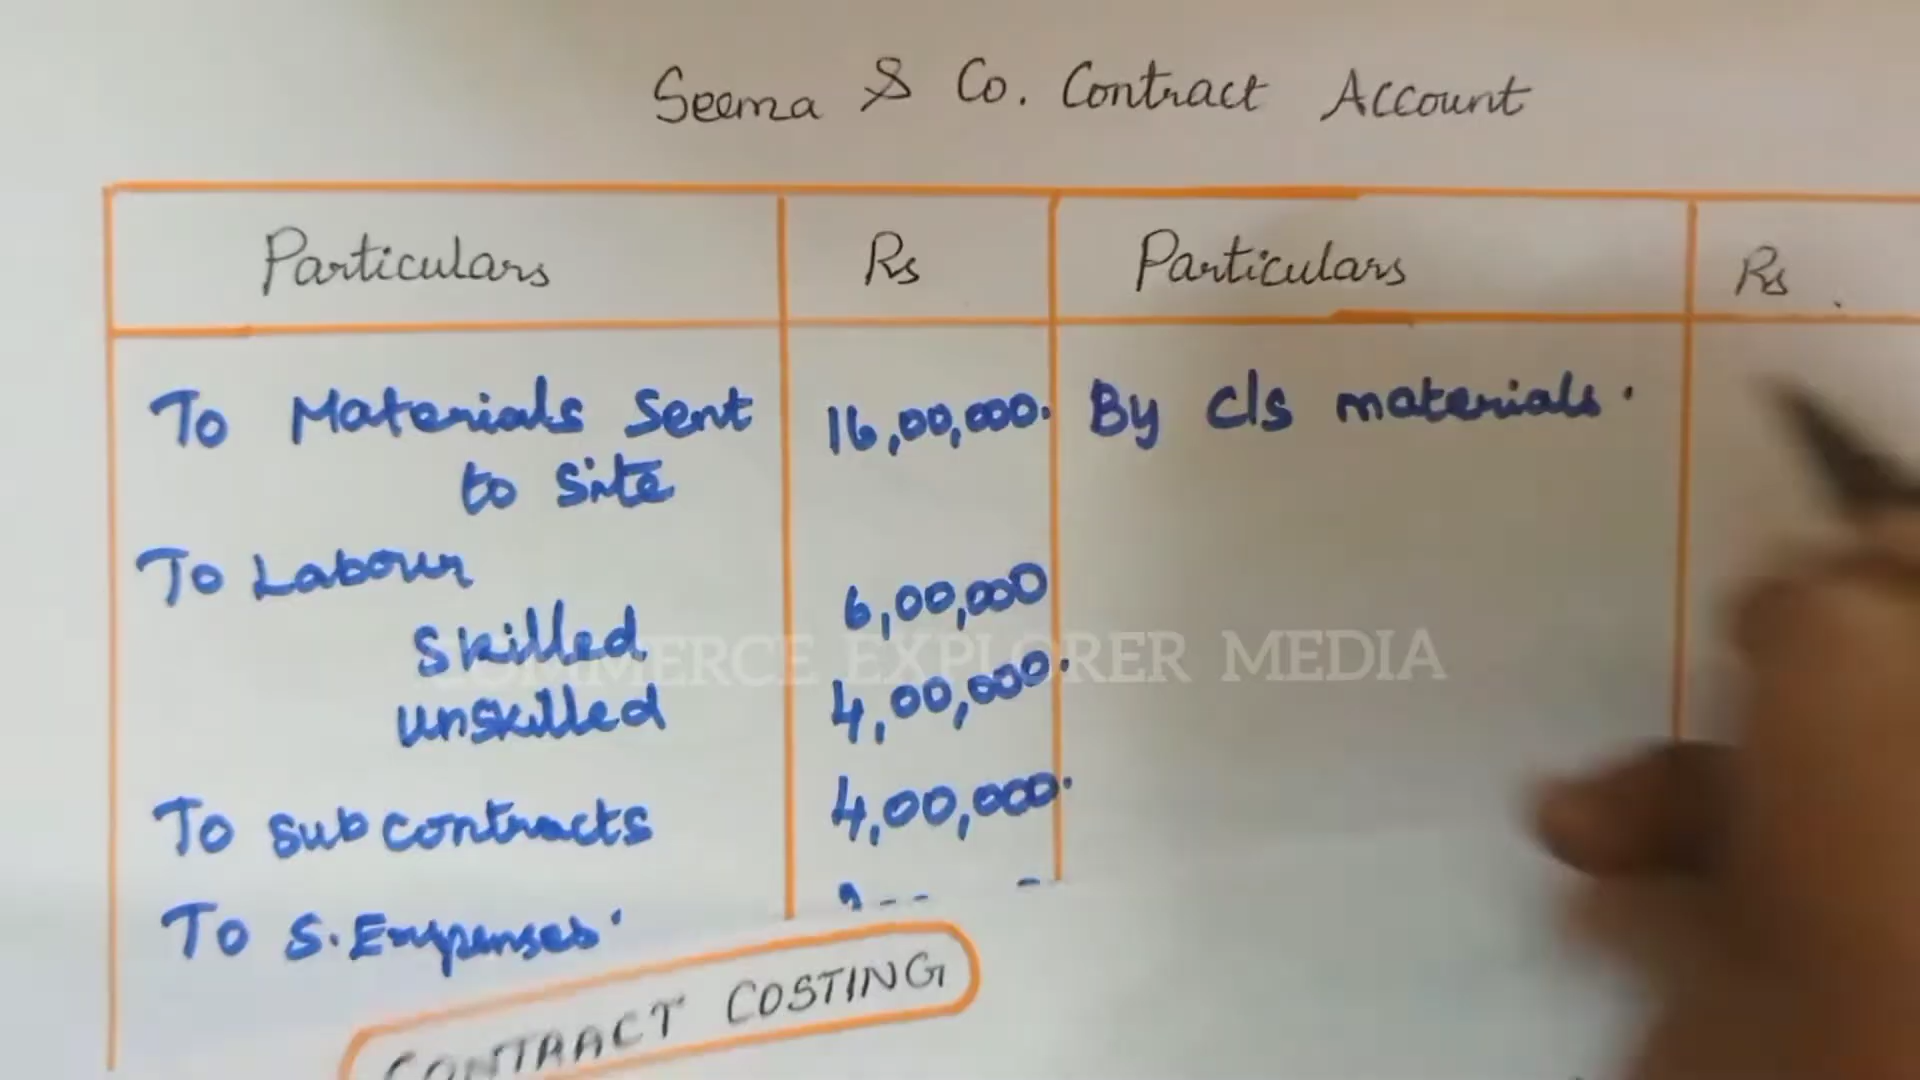 Seema & Co. Contract Account
Particulars Rs Particulars Rs.
To Materials Sent 16,00,000. By cls materials.
to site
To Labour
skilled 6,00,000
unskilled 4,00,000.
To sub contracts 4,00,000.
To S. Expenses.
CONTRACT COSTING
COMMERCE EXPLORER MEDIA